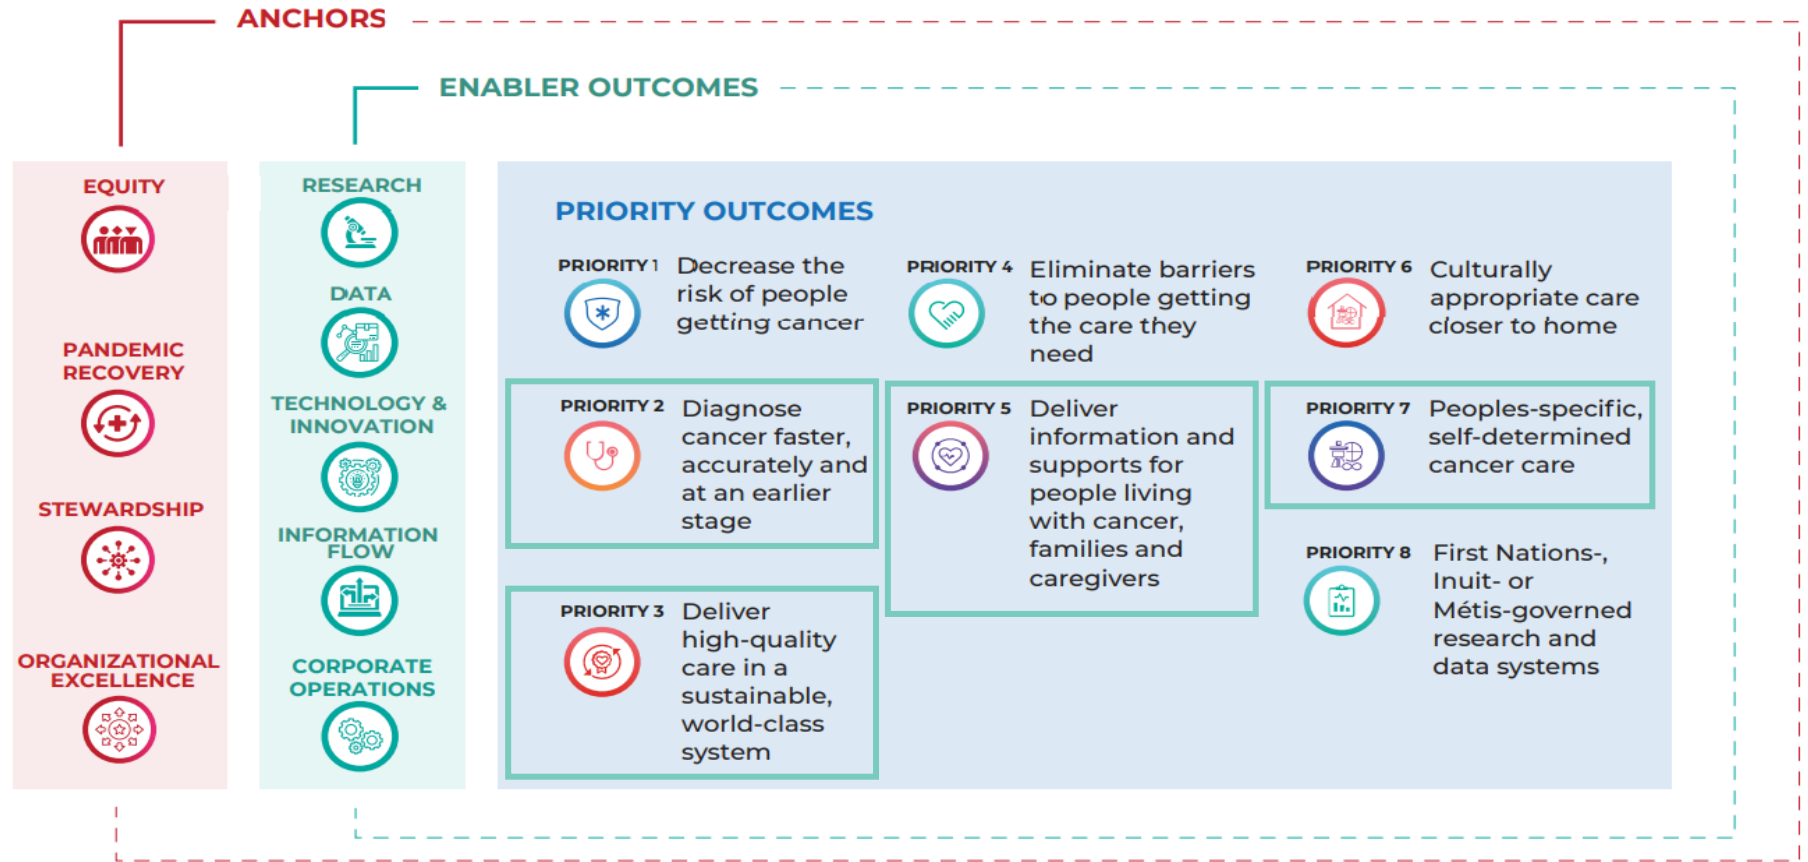 ANCHORS
ENABLER OUTCOMES
EQUITY
PANDEMIC
RECOVERY
STEWARDSHIP
ORGANIZATIONAL
EXCELLENCE
RESEARCH
DATA
TECHNOLOGY &
INNOVATION
INFORMATION
FLOW
CORPORATE
OPERATIONS
PRIORITY OUTCOMES
PRIORITY 1
Decrease the
risk of people
getting cancer
PRIORITY 2
Diagnose
cancer faster,
accurately and
at an earlier
stage
PRIORITY 3
Deliver
high-quality
care in a
sustainable,
world-class
system
PRIORITY 4
Eliminate barriers
to people getting
the care they
need
PRIORITY 5
Deliver
information and
supports for
people living
with cancer,
families and
caregivers
PRIORITY 6
Culturally
appropriate care
closer to home
PRIORITY 7
Peoples-specific,
self-determined
cancer care
PRIORITY 8
First Nations-,
Inuit- or
Métis-governed
research and
data systems